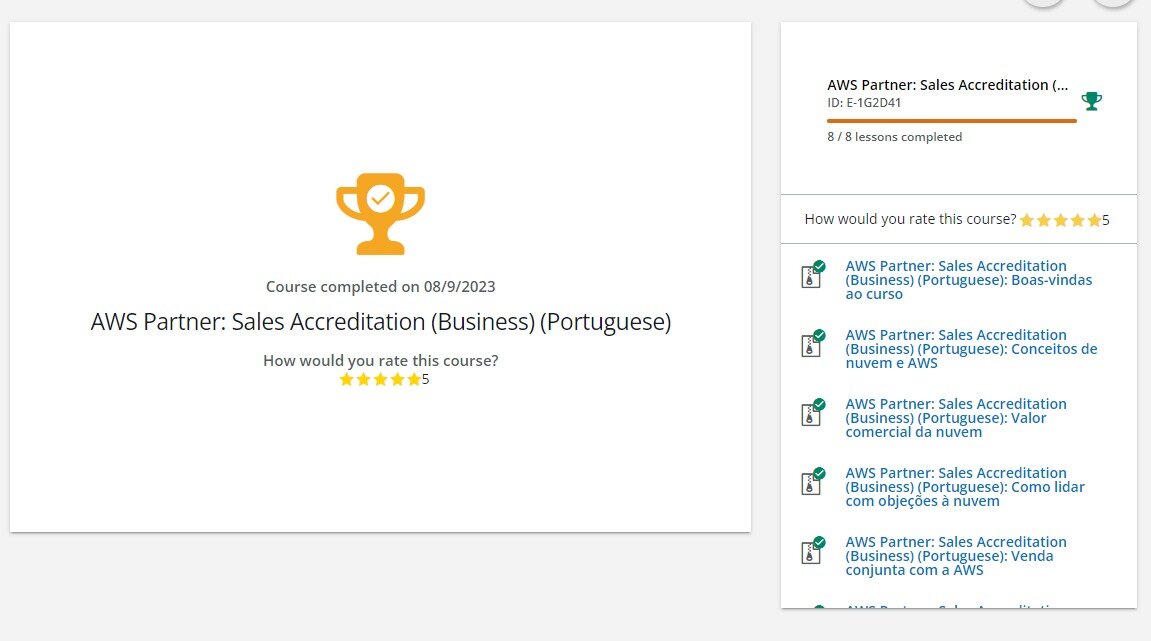 Course completed on 08/9/2023
AWS Partner: Sales Accreditation (Business) (Portuguese)
How would you rate this course?
5
AWS Partner: Sales Accreditation (...
ID: E-1G2D41
8 / 8 lessons completed
How would you rate this course? 5
AWS Partner: Sales Accreditation
(Business) (Portuguese): Boas-vindas
ao curso
AWS Partner: Sales Accreditation
(Business) (Portuguese): Conceitos de
nuvem e AWS
AWS Partner: Sales Accreditation
(Business) (Portuguese): Valor
comercial da nuvem
AWS Partner: Sales Accreditation
(Business) (Portuguese): Como lidar
com objeções à nuvem
AWS Partner: Sales Accreditation
(Business) (Portuguese): Venda
conjunta com a AWS